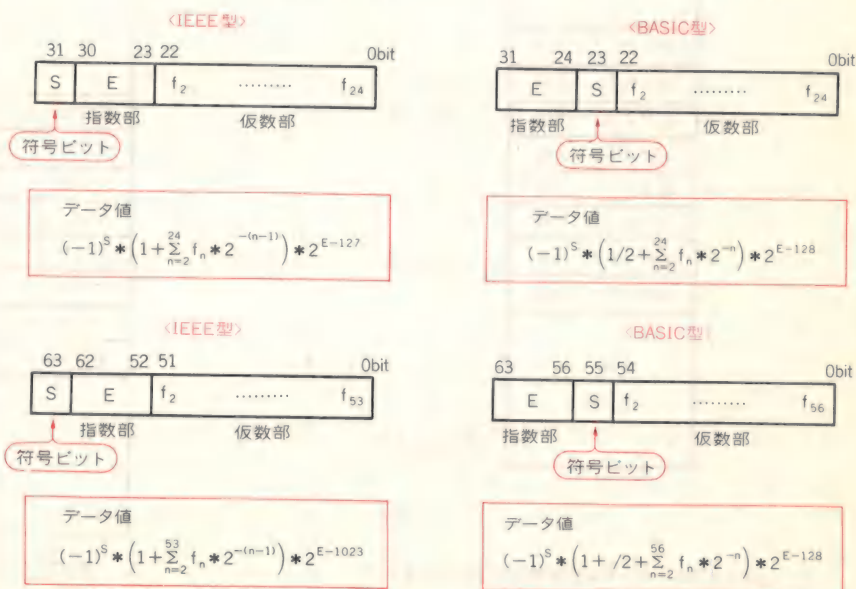 <IEEE型>
31 30 23 22 0bit
S E f₂ ……… f₂₄
指数部 仮数部
符号ビット
データ値
(−1)^S * (1+∑_{n=2}^{24} f_n * 2^{−(n−1)}) * 2^{E−127}
<BASIC型>
31 24 23 22 0bit
E S f₂ ……… f₂₄
指数部 仮数部
符号ビット
データ値
(−1)^S * (1/2+∑_{n=2}^{24} f_n * 2^{−n}) * 2^{E−128}
<IEEE型>
63 62 52 51 0bit
S E f₂ ……… f₅₃
指数部 仮数部
符号ビット
データ値
(−1)^S * (1+∑_{n=2}^{53} f_n * 2^{−(n−1)}) * 2^{E−1023}
<BASIC型>
63 56 55 54 0bit
E S f₂ ……… f₅₆
指数部 仮数部
符号ビット
データ値
(−1)^S * (1+ /2+∑_{n=2}^{56} f_n * 2^{−n}) * 2^{E−128}